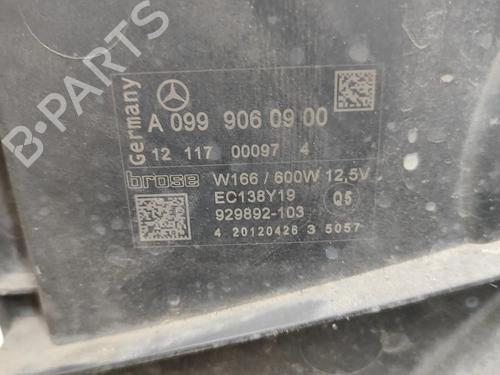 B-PARTS
Germany
A 099 906 09 00
12 117 00097 4
brose W166 / 600W 12,5V
EC138Y19
929892-103
Q5
4 20120426 3 5057